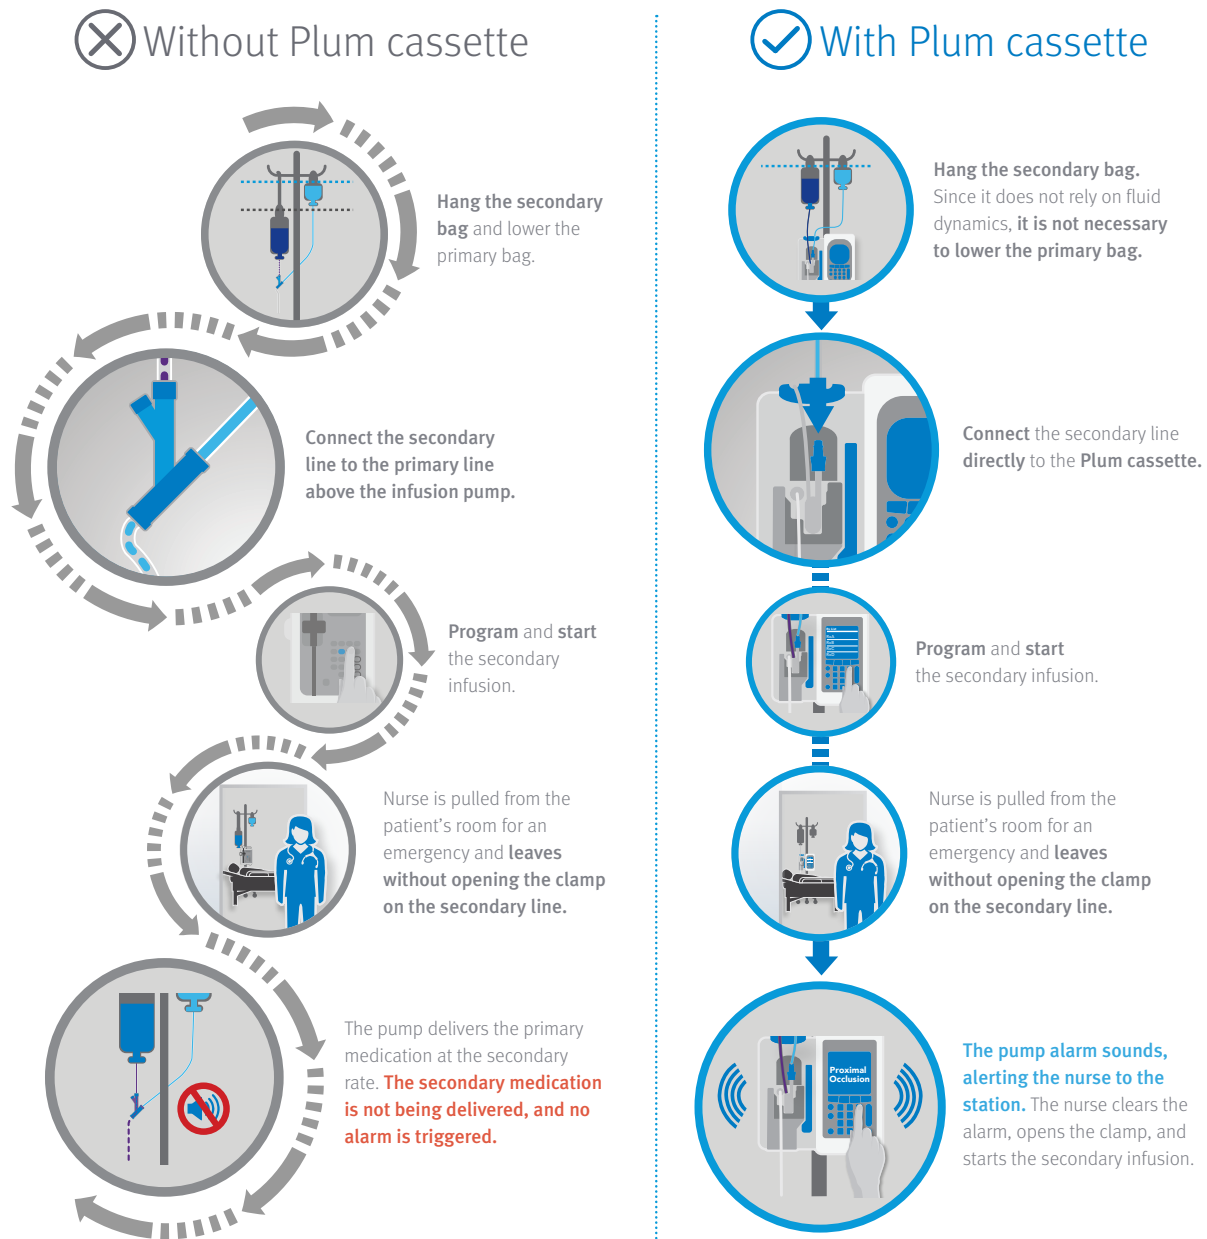 Without Plum cassette
Hang the secondary
bag and lower the
primary bag.
Connect the secondary
line to the primary line
above the infusion pump.
Program and start
the secondary
infusion.
Nurse is pulled from the
patient's room for an
emergency and leaves
without opening the clamp
on the secondary line.
The pump delivers the primary
medication at the secondary
rate. The secondary medication
is not being delivered, and no
alarm is triggered.
With Plum cassette
Hang the secondary bag.
Since it does not rely on fluid
dynamics, it is not necessary
to lower the primary bag.
Connect the secondary line
directly to the Plum cassette.
Program and start
the secondary infusion.
Nurse is pulled from the
patient's room for an
emergency and leaves
without opening the clamp
on the secondary line.
Proximal
Occlusion
The pump alarm sounds,
alerting the nurse to the
station. The nurse clears the
alarm, opens the clamp, and
starts the secondary infusion.